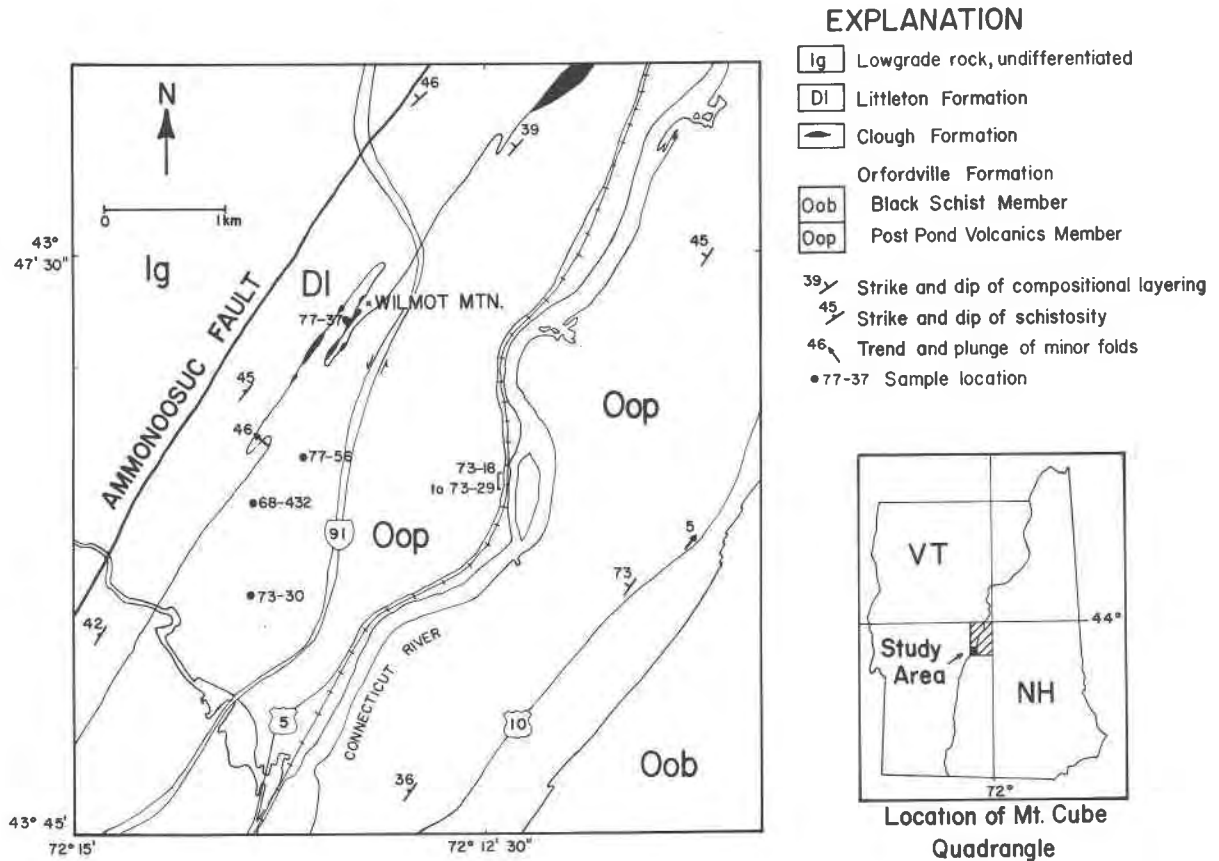 EXPLANATION
lg Lowgrade rock, undifferentiated
Dl Littleton Formation
Clough Formation
Orfordville Formation
Oob Black Schist Member
Oop Post Pond Volcanics Member
39 Strike and dip of compositional layering
45 Strike and dip of schistosity
46 Trend and plunge of minor folds
77-37 Sample location
N
0 1km
43°
47' 30"
43° 45'
72° 15'
72° 12' 30"
46
39
45
lg
Dl
WILMOT MTN.
77-37
AMMONOOSUC FAULT
45
46
77-56
68-432
73-18
to 73-29
Oop
Oop
91
5
73
73-30
42
5
CONNECTICUT RIVER
10
36
Oob
VT
44°
Study
Area
NH
72°
Location of Mt. Cube
Quadrangle